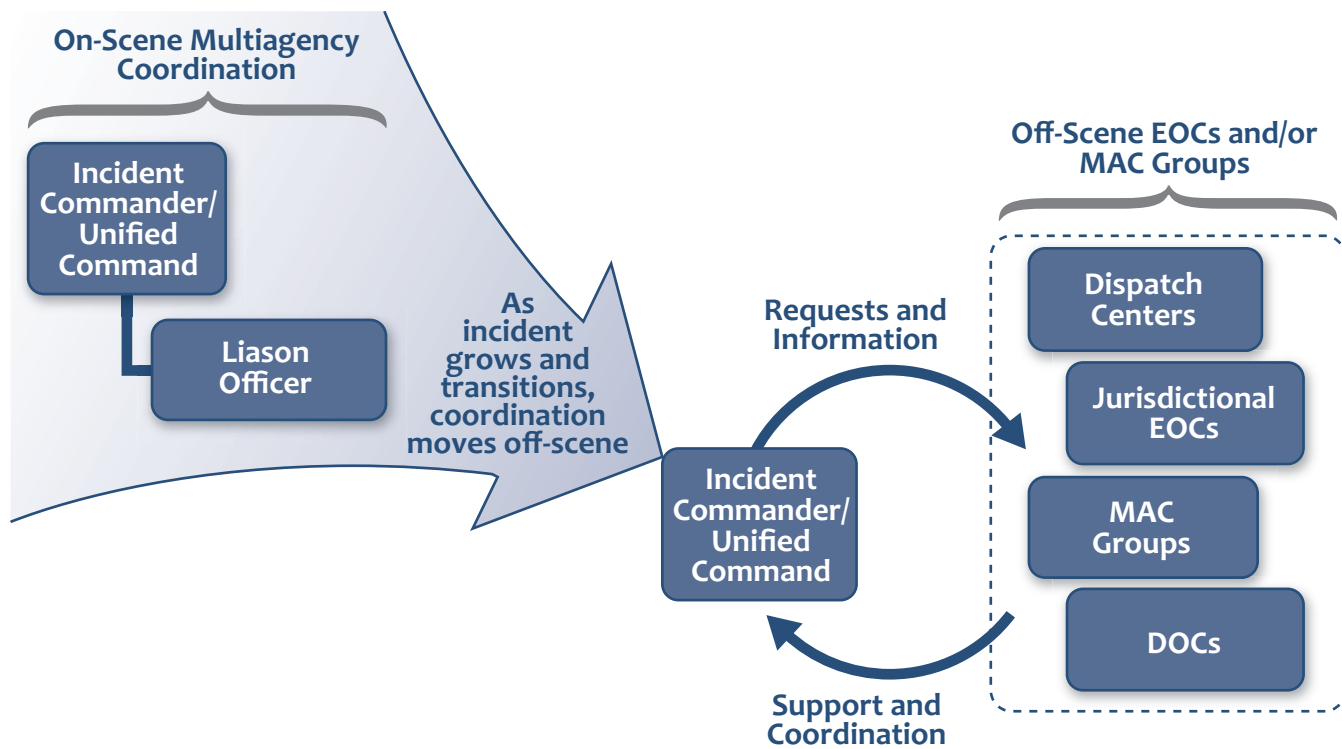 On-Scene Multiagency
Coordination
Incident
Commander/
Unified
Command
Liason
Officer
As
incident
grows and
transitions,
coordination
moves off-scene
Requests and
Information
Incident
Commander/
Unified
Command
Support and
Coordination
Off-Scene EOCs and/or
MAC Groups
Dispatch
Centers
Jurisdictional
EOCs
MAC
Groups
DOCs